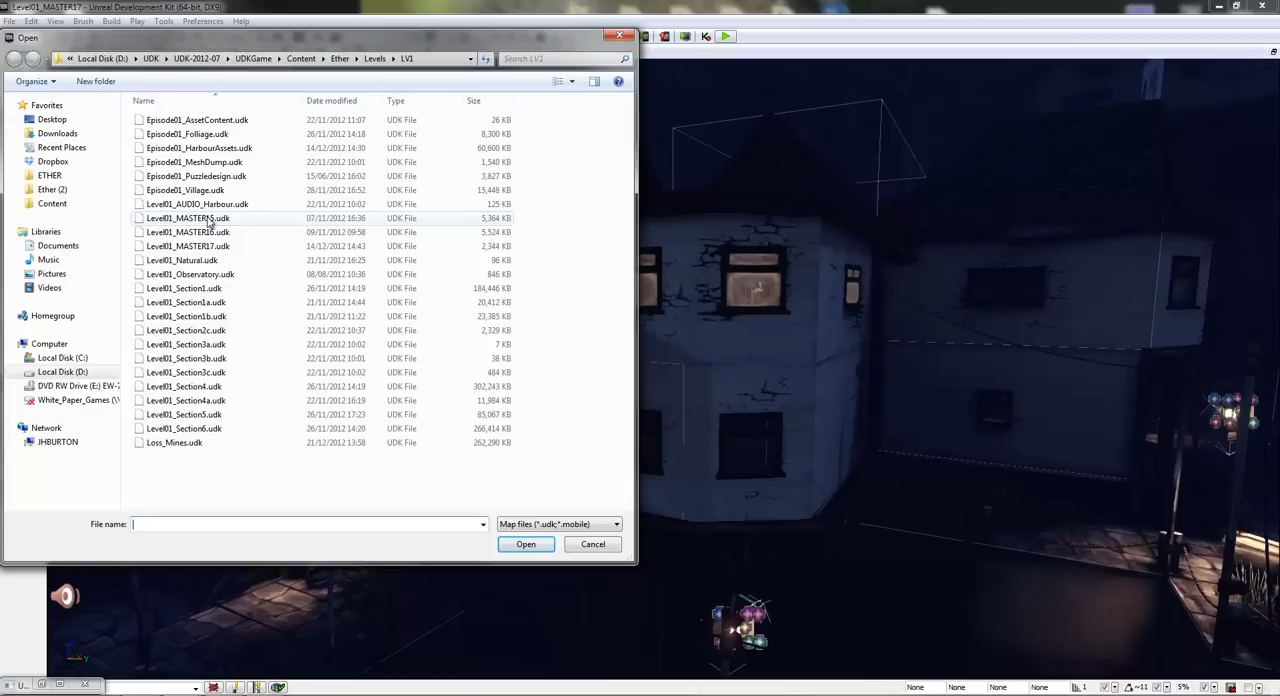 Level01_MASTER17 - Unreal Development Kit (64-bit, DX9)
File Edit View Brush Build Play Tools Preferences Help
Open
« Local Disk (D:) ▸ UDK ▸ UDK-2012-07 ▸ UDKGame ▸ Content ▸ Ether ▸ Levels ▸ LV1
Search LV1
Organize New folder
Name Date modified Type Size
Favorites
Desktop
Downloads
Recent Places
Dropbox
ETHER
Ether (2)
Content
Libraries
Documents
Music
Pictures
Videos
Homegroup
Computer
Local Disk (C:)
Local Disk (D:)
DVD RW Drive (E:) EW-7
White_Paper_Games (\\
Network
JHBURTON
Episode01_AssetContent.udk 22/11/2012 11:07 UDK File 26 KB
Episode01_Folliage.udk 26/11/2012 14:18 UDK File 8,300 KB
Episode01_HarbourAssets.udk 14/12/2012 14:30 UDK File 60,600 KB
Episode01_MeshDump.udk 22/11/2012 10:01 UDK File 1,540 KB
Episode01_Puzzledesign.udk 15/06/2012 16:02 UDK File 3,827 KB
Episode01_Village.udk 28/11/2012 16:52 UDK File 15,448 KB
Level01_AUDIO_Harbour.udk 22/11/2012 10:02 UDK File 125 KB
Level01_MASTER15.udk 07/11/2012 16:36 UDK File 5,364 KB
Level01_MASTER16.udk 09/11/2012 09:58 UDK File 5,524 KB
Level01_MASTER17.udk 14/12/2012 14:43 UDK File 2,344 KB
Level01_Natural.udk 21/11/2012 16:25 UDK File 96 KB
Level01_Observatory.udk 08/08/2012 10:36 UDK File 846 KB
Level01_Section1.udk 26/11/2012 14:19 UDK File 184,446 KB
Level01_Section1a.udk 21/11/2012 14:44 UDK File 20,412 KB
Level01_Section1b.udk 21/11/2012 11:22 UDK File 23,385 KB
Level01_Section2c.udk 22/11/2012 10:37 UDK File 2,329 KB
Level01_Section3a.udk 22/11/2012 10:02 UDK File 7 KB
Level01_Section3b.udk 22/11/2012 10:01 UDK File 38 KB
Level01_Section3c.udk 22/11/2012 10:02 UDK File 484 KB
Level01_Section4.udk 26/11/2012 14:19 UDK File 302,243 KB
Level01_Section4a.udk 22/11/2012 16:19 UDK File 11,984 KB
Level01_Section5.udk 26/11/2012 17:23 UDK File 85,067 KB
Level01_Section6.udk 26/11/2012 14:20 UDK File 266,414 KB
Loss_Mines.udk 21/12/2012 13:58 UDK File 262,290 KB
File name: Map files (*.udk;*.mobile)
Open Cancel
Y
U...
None None None None 1 ~11 5%